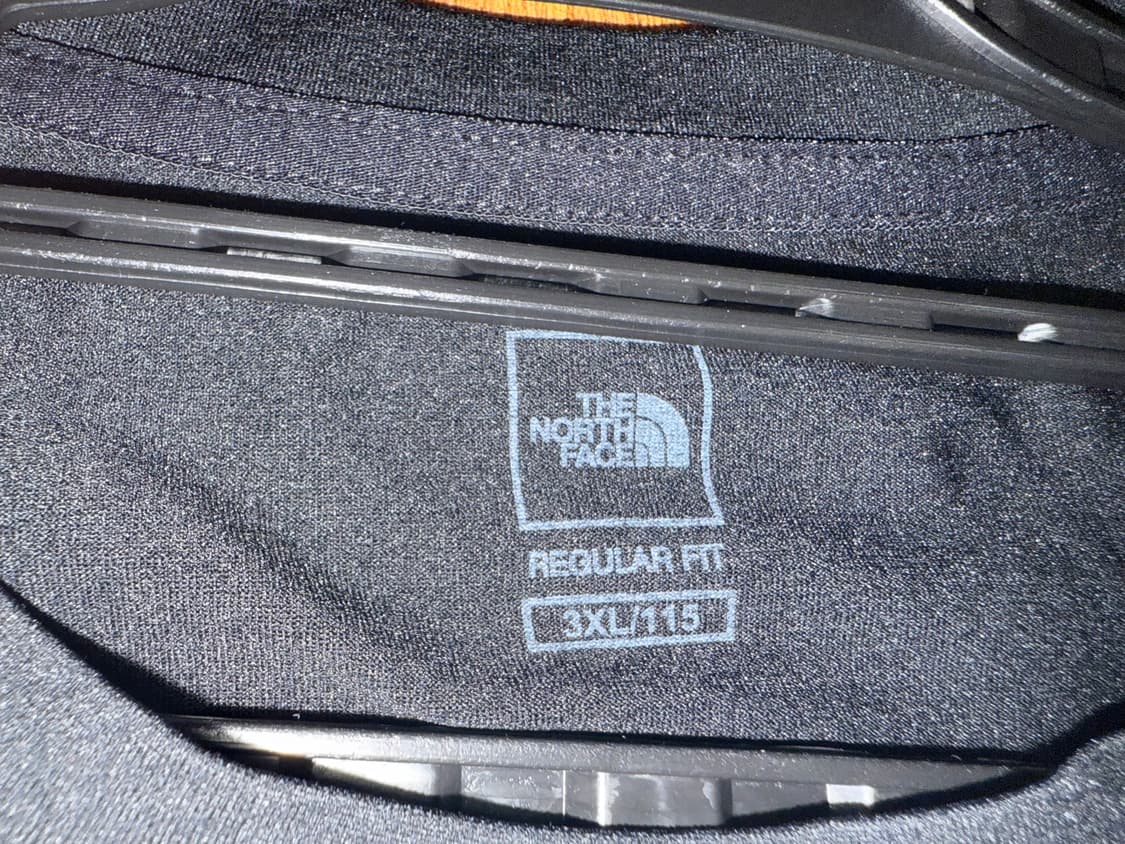 THE
NORTH
FACE
REGULAR FIT
3XL/115